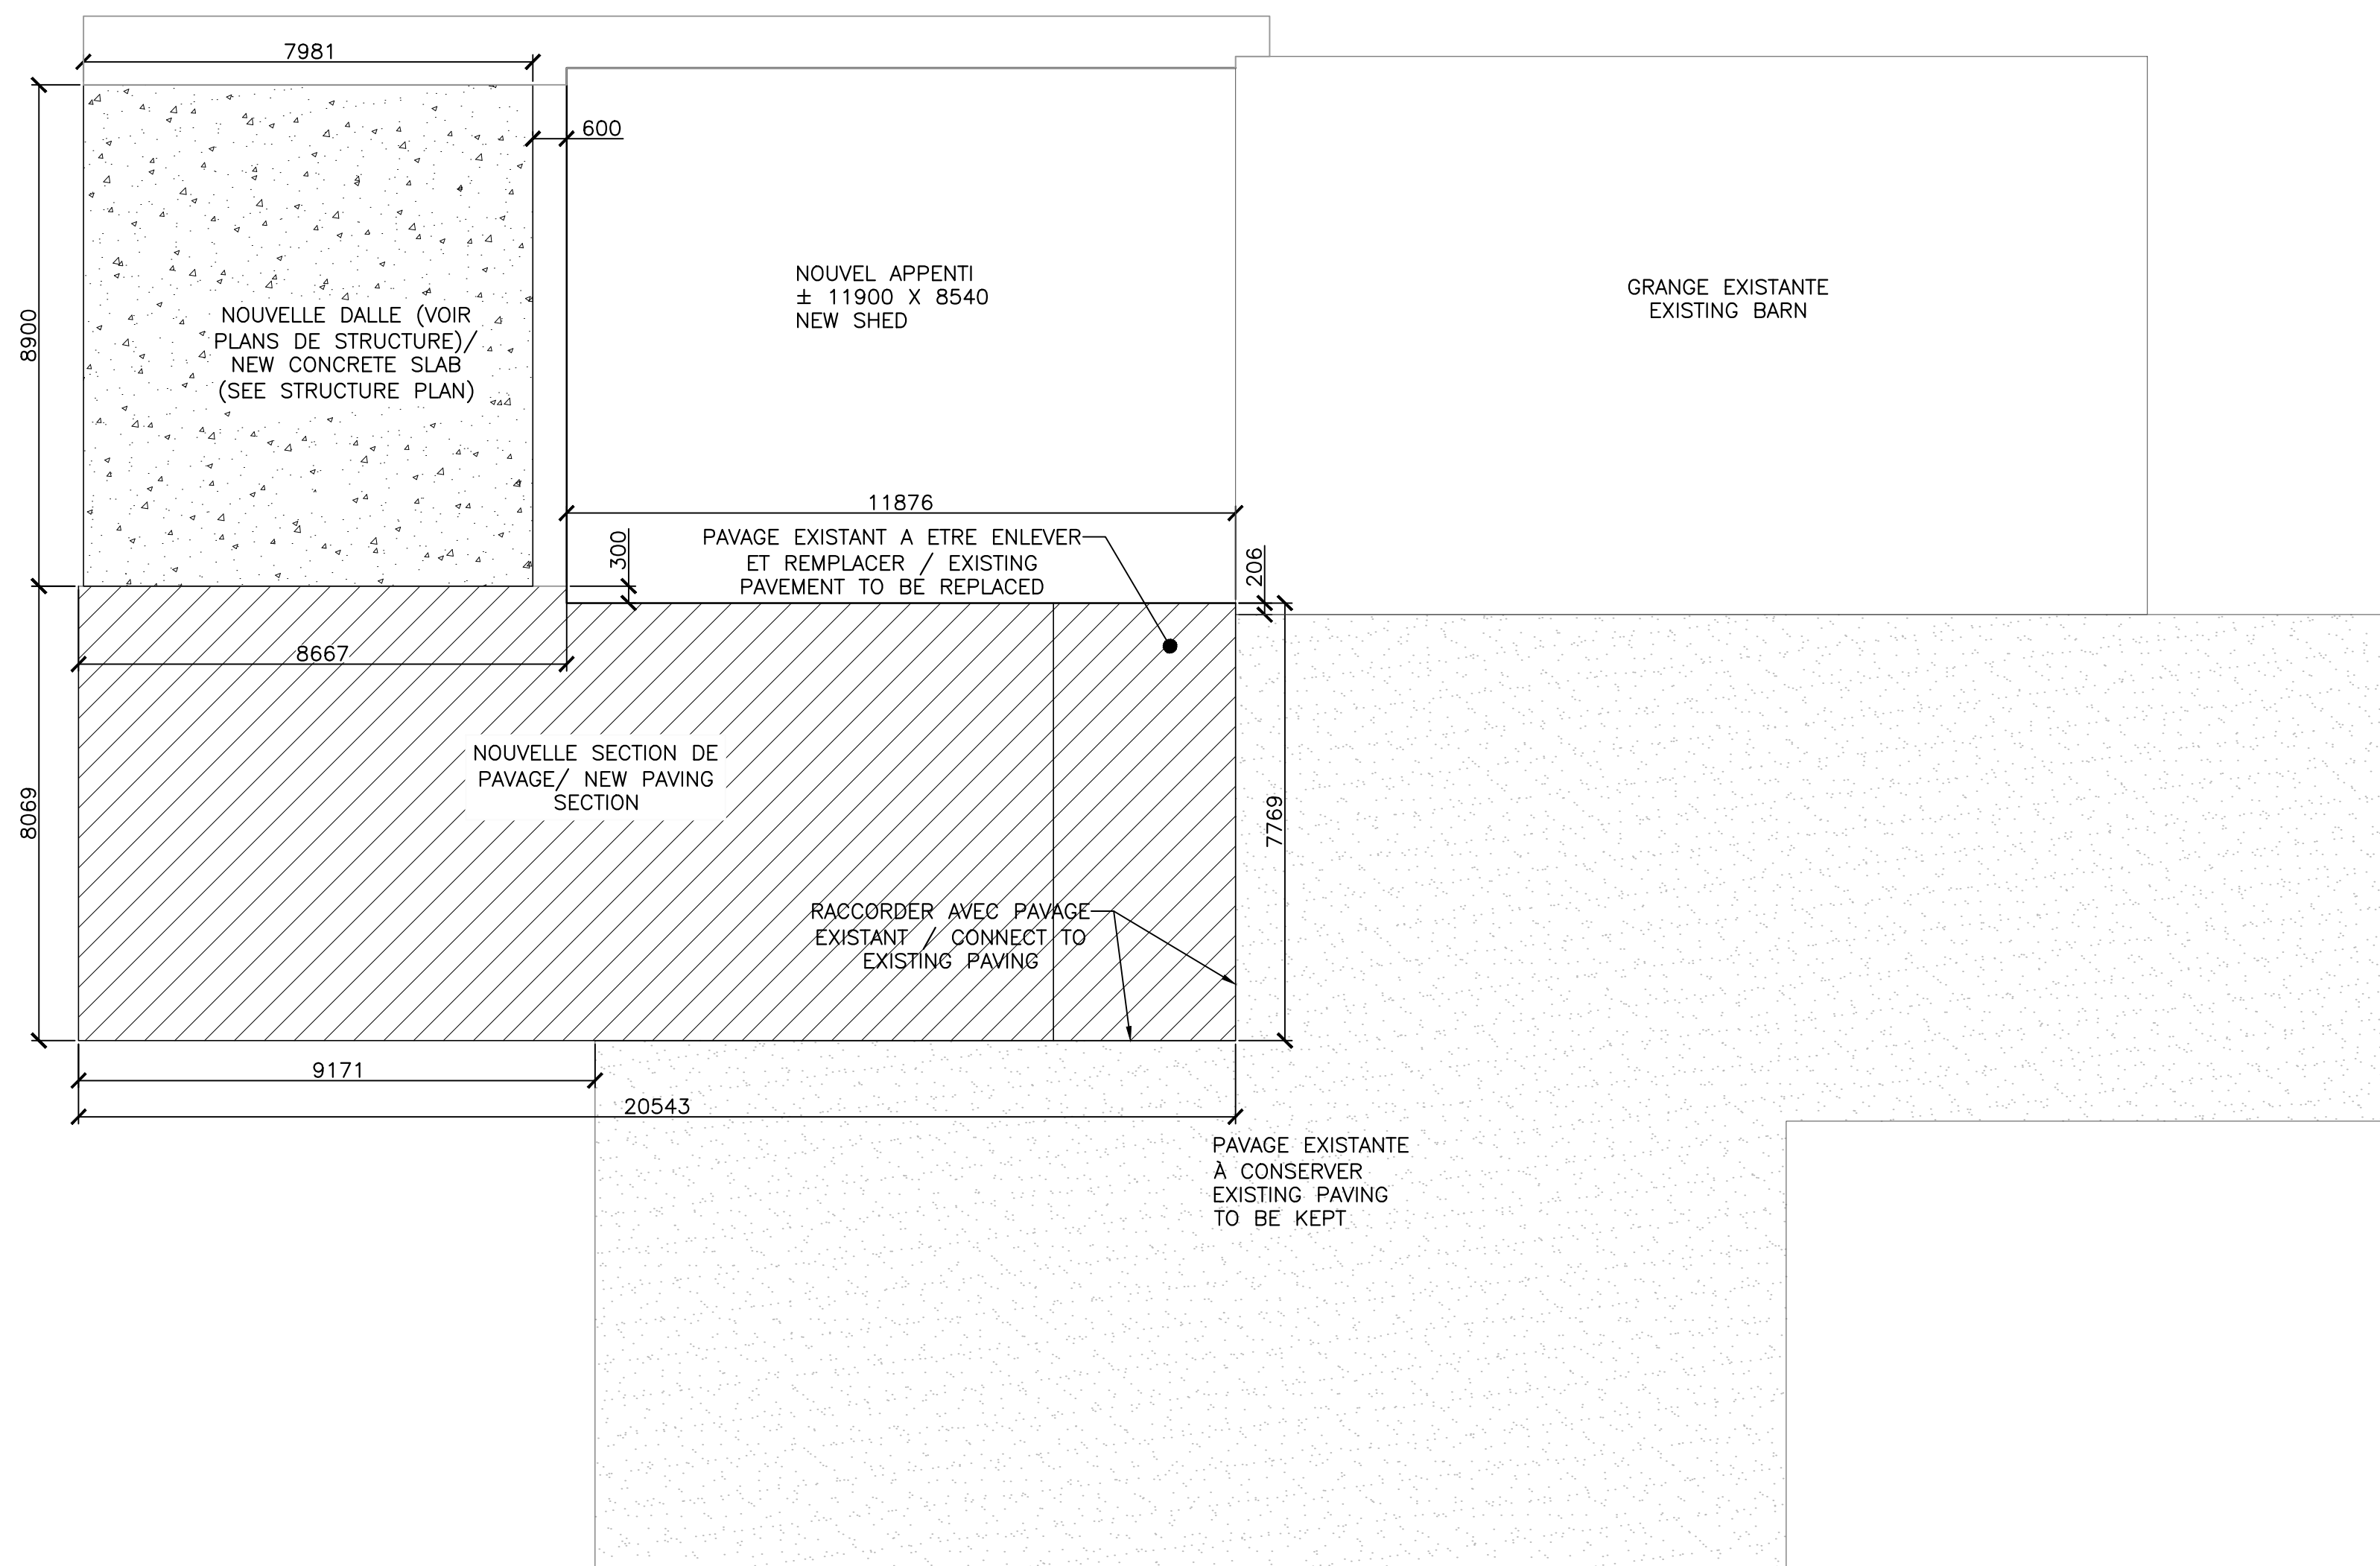 7981
600
8900
NOUVELLE DALLE (VOIR
PLANS DE STRUCTURE)/
NEW CONCRETE SLAB
(SEE STRUCTURE PLAN)
NOUVEL APPENTI
± 11900 X 8540
NEW SHED
GRANGE EXISTANTE
EXISTING BARN
11876
300
PAVAGE EXISTANT A ETRE ENLEVER
ET REMPLACER / EXISTING
PAVEMENT TO BE REPLACED
206
8667
NOUVELLE SECTION DE
PAVAGE/ NEW PAVING
SECTION
8069
7769
RACCORDER AVEC PAVAGE
EXISTANT / CONNECT TO
EXISTING PAVING
9171
20543
PAVAGE EXISTANTE
À CONSERVER
EXISTING PAVING
TO BE KEPT